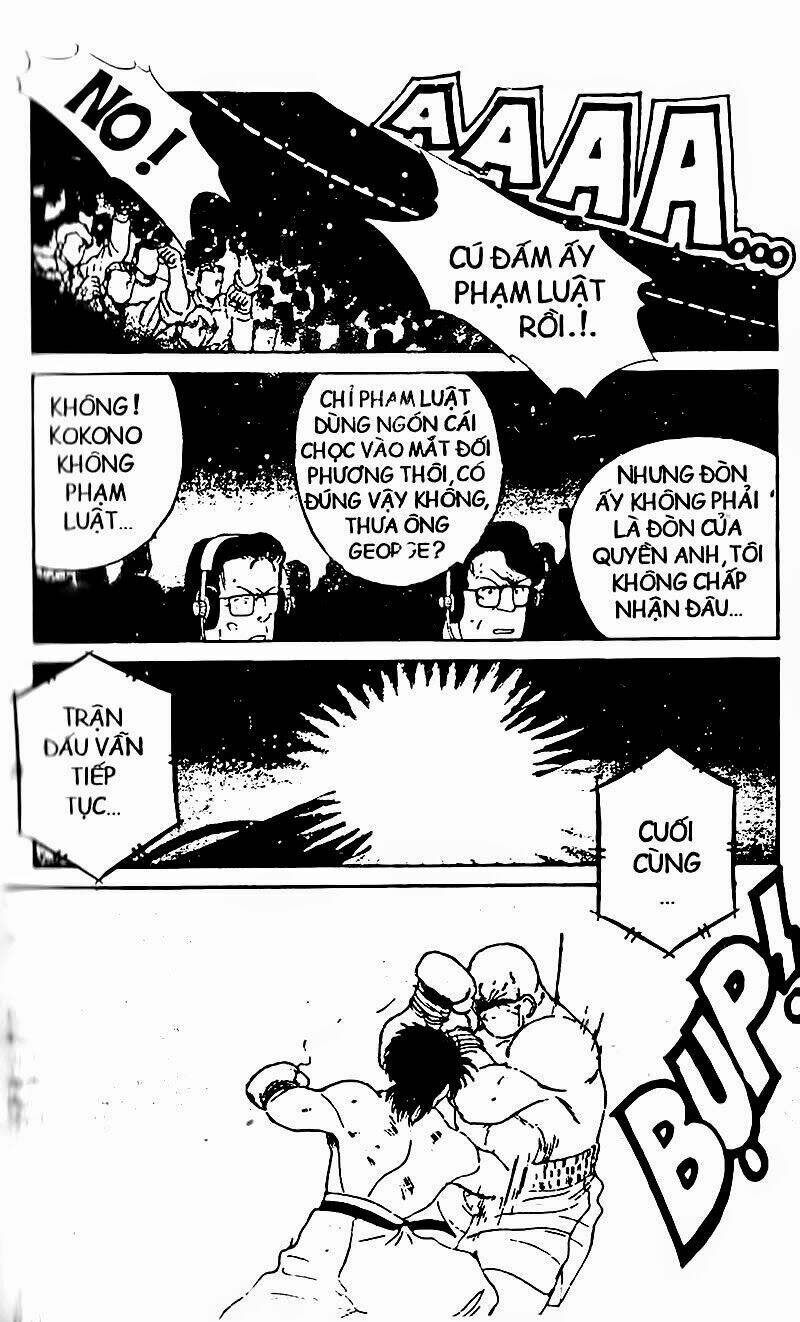 NO!
AAAA...
CÚ ĐẤM ẤY
PHẠM LUẬT
RỒI.!.
KHÔNG!
KOKONO
KHÔNG
PHẠM
LUẬT...
CHỈ PHẠM LUẬT
DÙNG NGÓN CÁI
CHỌC VÀO MẮT ĐỐI
PHƯƠNG THÔI, CÓ
ĐÚNG VẬY KHÔNG,
THƯA ÔNG
GEORGE?
NHƯNG ĐÒN
ẤY KHÔNG PHẢI
LÀ ĐÒN CỦA
QUYỀN ANH, TÔI
KHÔNG CHẤP
NHẬN ĐÂU...
TRẬN
ĐẤU VẪN
TIẾP
TỤC...
CUỐI
CÙNG
...
BỤP!